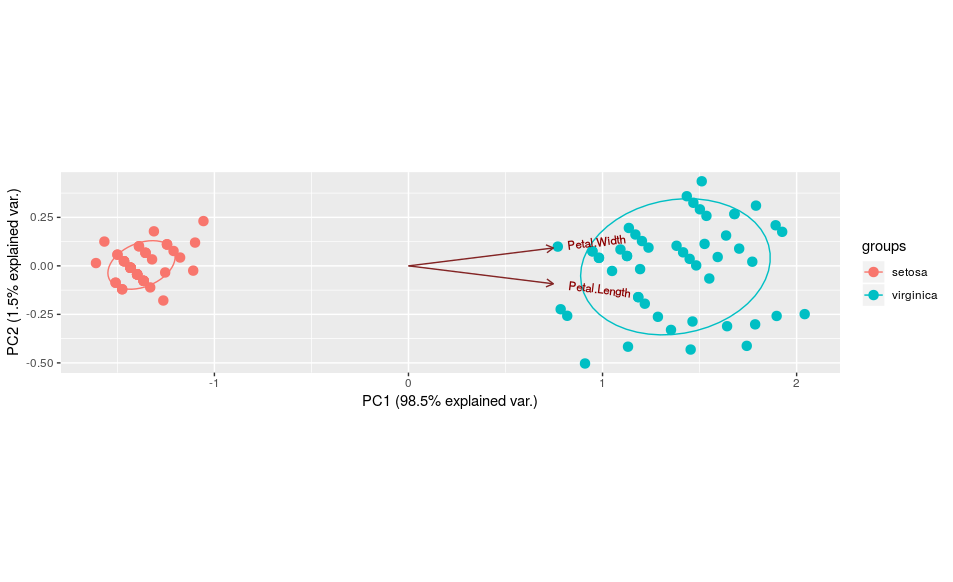 PC2 (1.5% explained var.)
0.25
0.00
-0.25
-0.50
Petal.Width
Petal.Length
-1
0
1
2
PC1 (98.5% explained var.)
groups
setosa
virginica